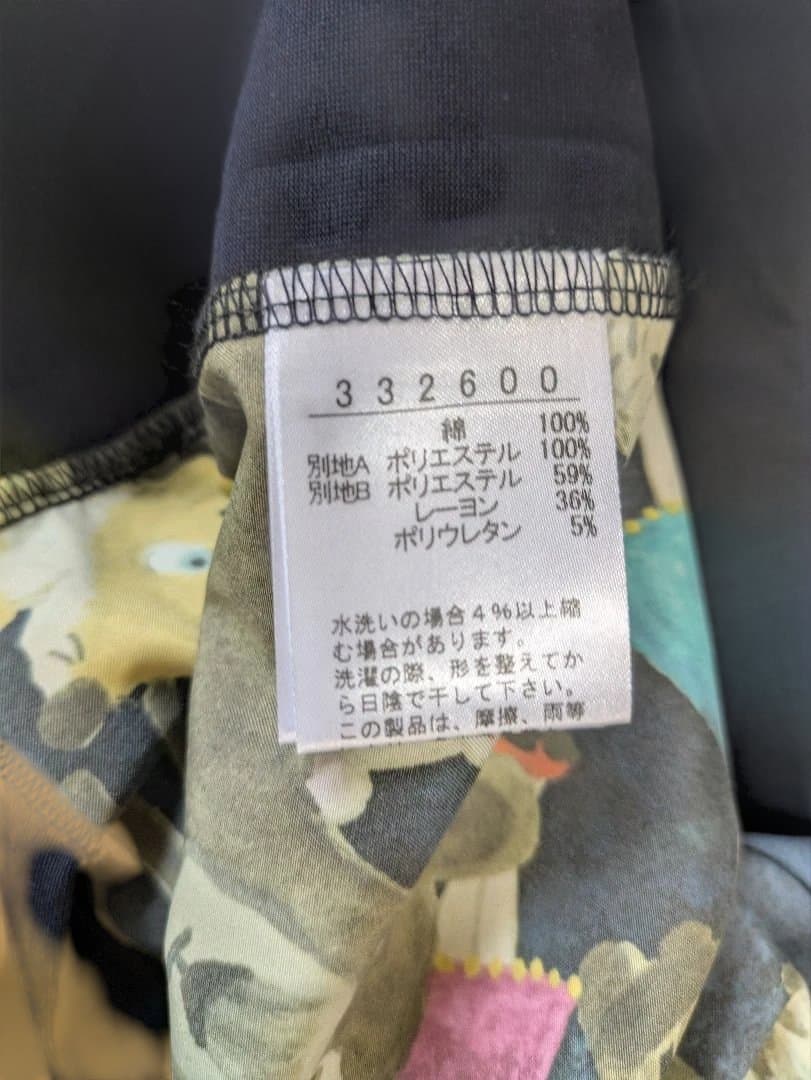 332600
綿 100%
別地A ポリエステル 100%
別地B ポリエステル 59%
レーヨン 36%
ポリウレタン 5%
水洗いの場合4%以上縮
む場合があります。
洗濯の際、形を整えてか
ら日陰で干して下さい。
この製品は、摩擦、雨等